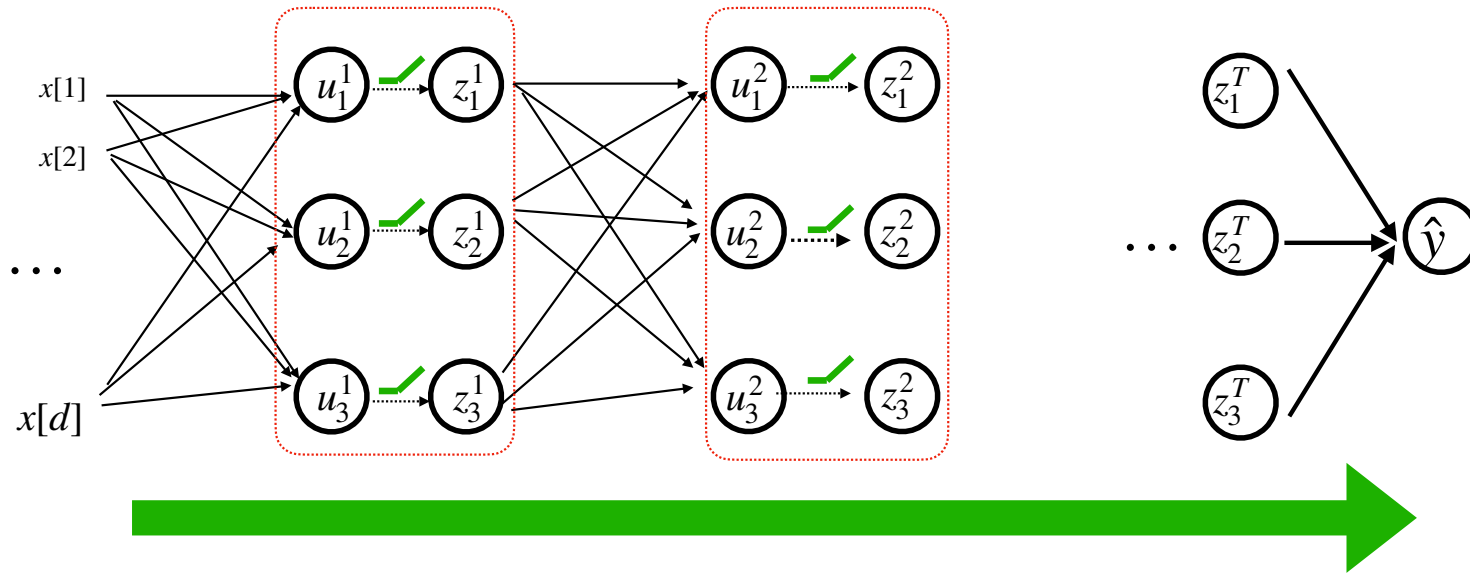 x[1] u_1^1 z_1^1 u_1^2 z_1^2 z_1^T
x[2]
u_2^1 z_2^1 u_2^2 z_2^2 ... z_2^T ŷ
...
x[d] u_3^1 z_3^1 u_3^2 z_3^2 z_3^T